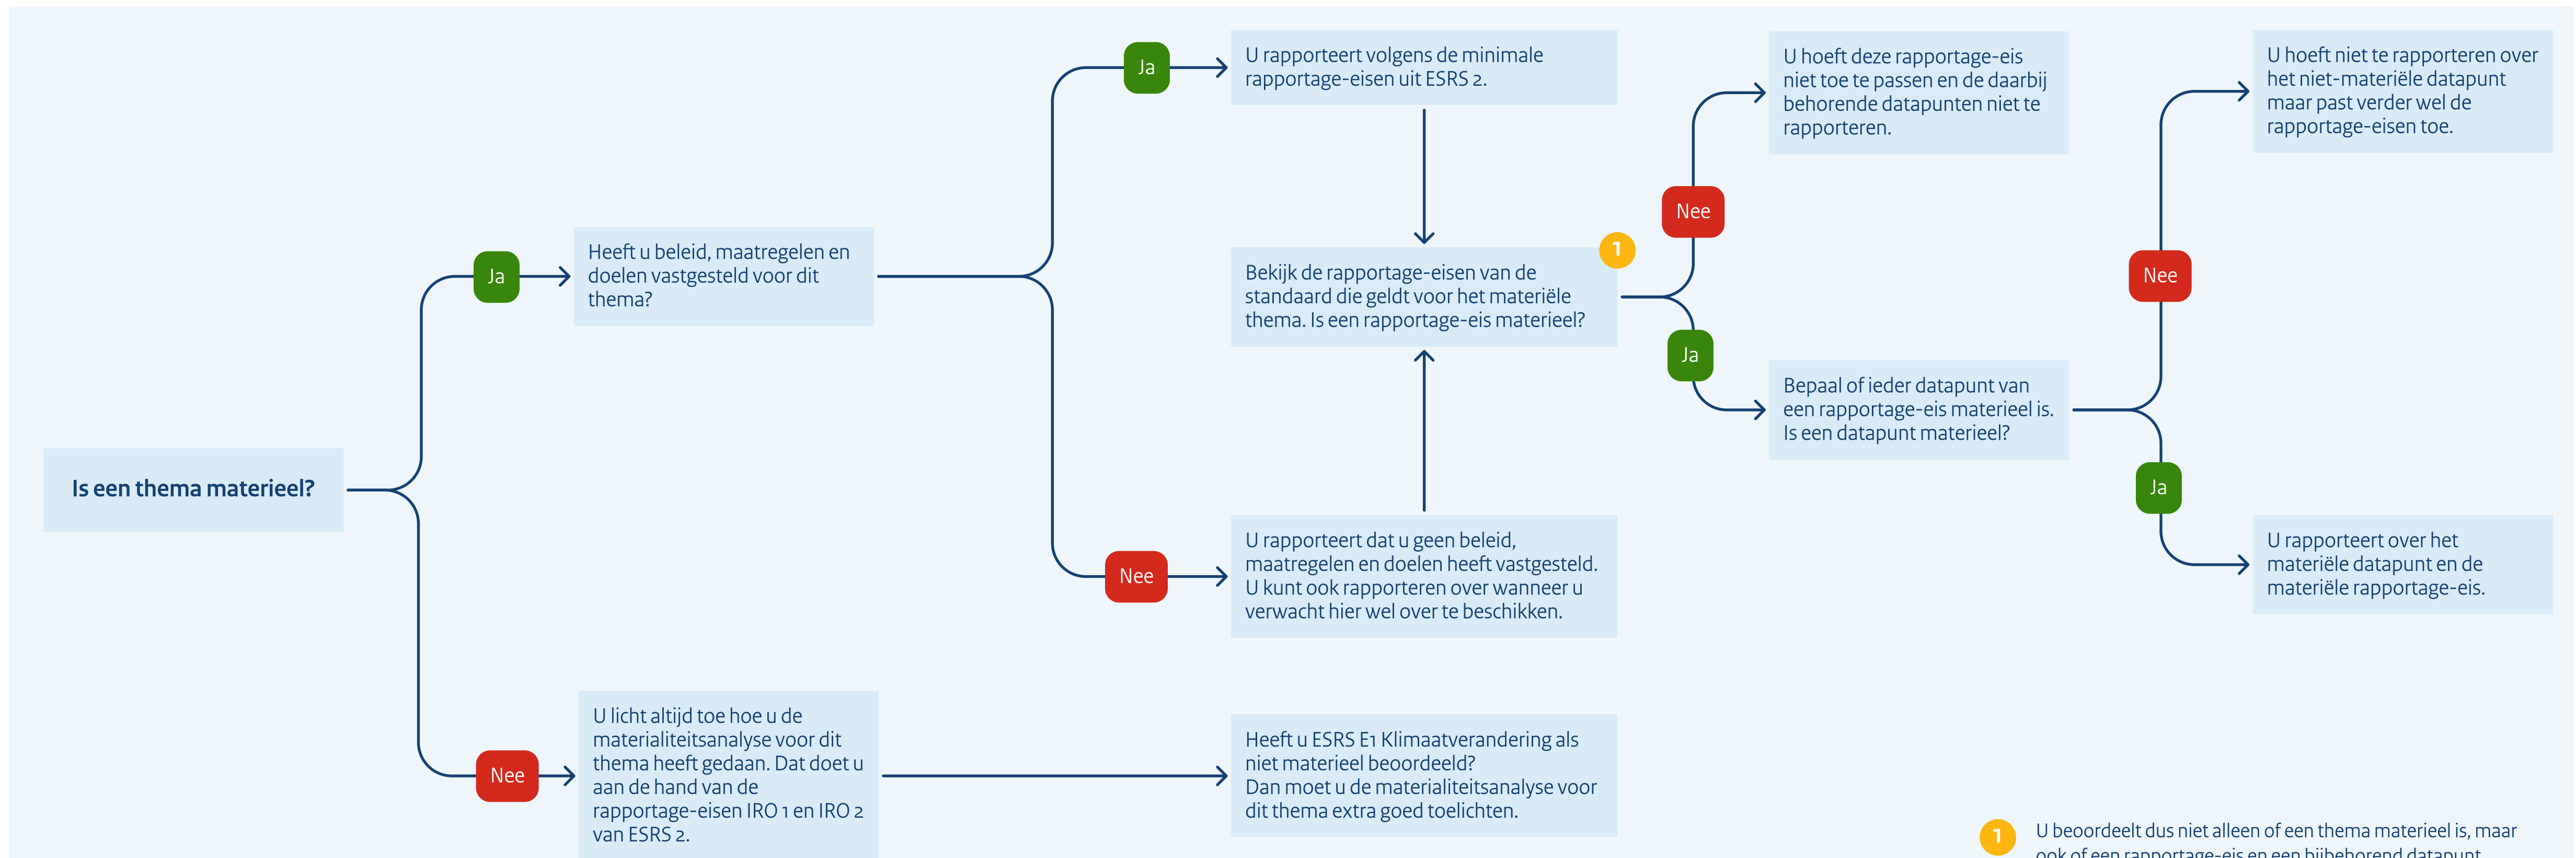 Is een thema materieel?
Ja
Heeft u beleid, maatregelen en
doelen vastgesteld voor dit
thema?
Ja
U rapporteert volgens de minimale
rapportage-eisen uit ESRS 2.
Nee
U rapporteert dat u geen beleid,
maatregelen en doelen heeft vastgesteld.
U kunt ook rapporteren over wanneer u
verwacht hier wel over te beschikken.
1
Bekijk de rapportage-eisen van de
standaard die geldt voor het materiële
thema. Is een rapportage-eis materieel?
Nee
U hoeft deze rapportage-eis
niet toe te passen en de daarbij
behorende datapunten niet te
rapporteren.
Ja
Bepaal of ieder datapunt van
een rapportage-eis materieel is.
Is een datapunt materieel?
Nee
U hoeft niet te rapporteren over
het niet-materiële datapunt
maar past verder wel de
rapportage-eisen toe.
Ja
U rapporteert over het
materiële datapunt en de
materiële rapportage-eis.
Nee
U licht altijd toe hoe u de
materialiteitsanalyse voor dit
thema heeft gedaan. Dat doet u
aan de hand van de
rapportage-eisen IRO 1 en IRO 2
van ESRS 2.
Heeft u ESRS E1 Klimaatverandering als
niet materieel beoordeeld?
Dan moet u de materialiteitsanalyse voor
dit thema extra goed toelichten.
1
U beoordeelt dus niet alleen of een thema materieel is, maar
ook of een rapportage-eis en een bijbehorend datapunt